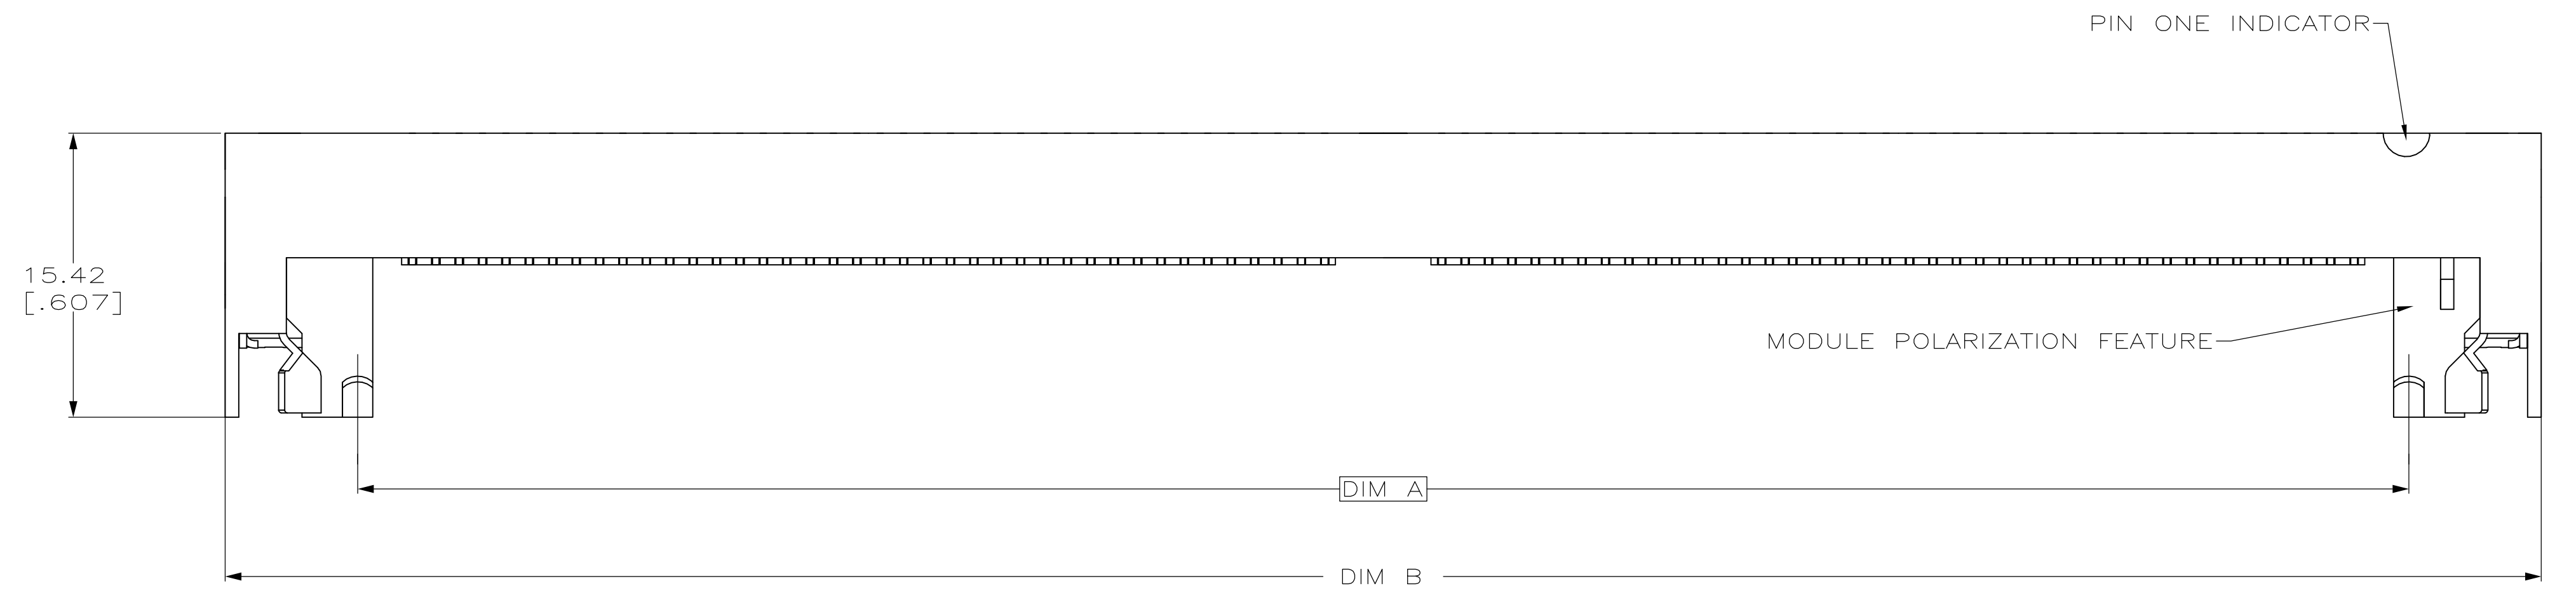 PIN ONE INDICATOR
15.42
[.607]
MODULE POLARIZATION FEATURE
DIM A
DIM B